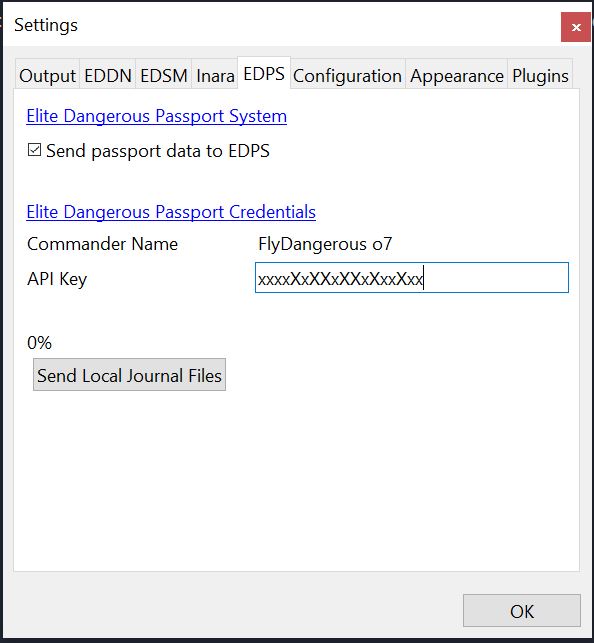 Settings
Output EDDN EDSM Inara EDPS Configuration Appearance Plugins
Elite Dangerous Passport System
Send passport data to EDPS
Elite Dangerous Passport Credentials
Commander Name FlyDangerous o7
API Key xxxxXxXXxXXxXxxXxx
0%
Send Local Journal Files
OK